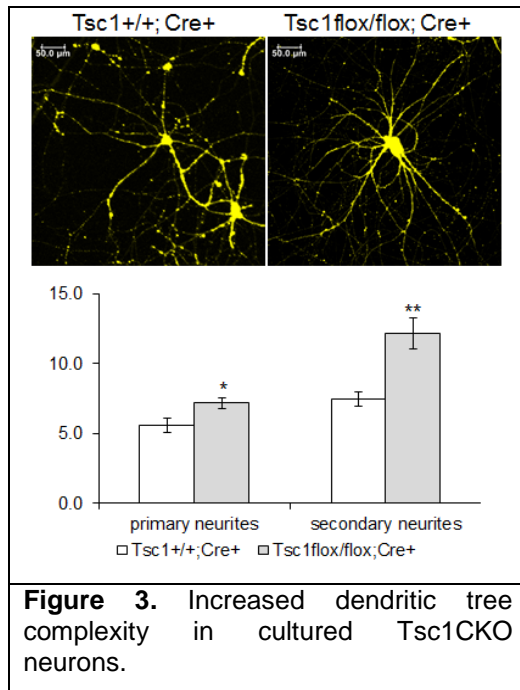 Tsc1+/+; Cre+ Tsc1flox/flox; Cre+
50.0 µm 50.0 µm
15.0
**
10.0
*
5.0
0.0
primary neurites secondary neurites
□Tsc1+/+;Cre+ □Tsc1flox/flox;Cre+
Figure 3. Increased dendritic tree
complexity in cultured Tsc1CKO
neurons.